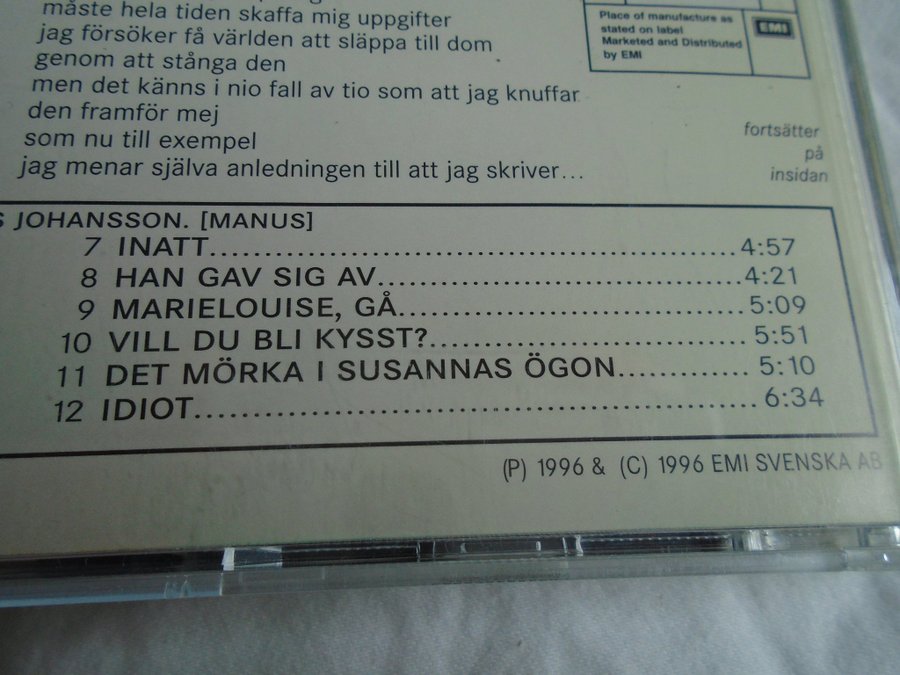 måste hela tiden skaffa mig uppgifter
jag försöker få världen att släppa till dom
genom att stånga den
men det känns i nio fall av tio som att jag knuffar
den framför mej
som nu till exempel
jag menar själva anledningen till att jag skriver...
Place of manufacture as
stated on label
Marketed and Distributed
by EMI
EMI
fortsätter
på
insidan
S JOHANSSON. [MANUS]
7 INATT 4:57
8 HAN GAV SIG AV 4:21
9 MARIELOUISE, GÅ 5:09
10 VILL DU BLI KYSST? 5:51
11 DET MÖRKA I SUSANNAS ÖGON 5:10
12 IDIOT 6:34
(P) 1996 & (C) 1996 EMI SVENSKA AB